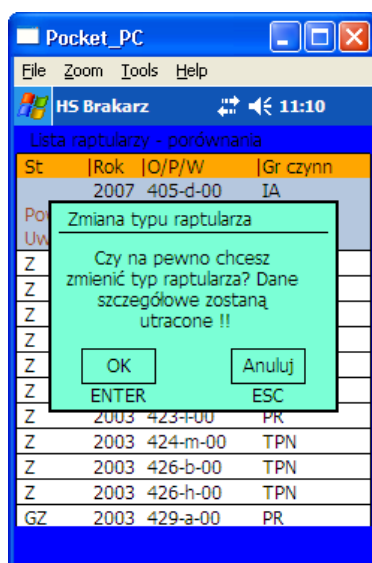 Pocket_PC
File Zoom Tools Help
HS Brakarz 11:10
Lista raptularzy - porównania
St |Rok |O/P/W |Gr czynn
2007 405-d-00 IA
Zmiana typu raptularza
Czy na pewno chcesz
zmienić typ raptularza? Dane
szczegółowe zostaną
utracone !!
OK Anuluj
ENTER ESC
Z
Z
Z
Z
Z
Z
Z 2003 423-l-00 PR
Z 2003 424-m-00 TPN
Z 2003 426-b-00 TPN
Z 2003 426-h-00 TPN
GZ 2003 429-a-00 PR